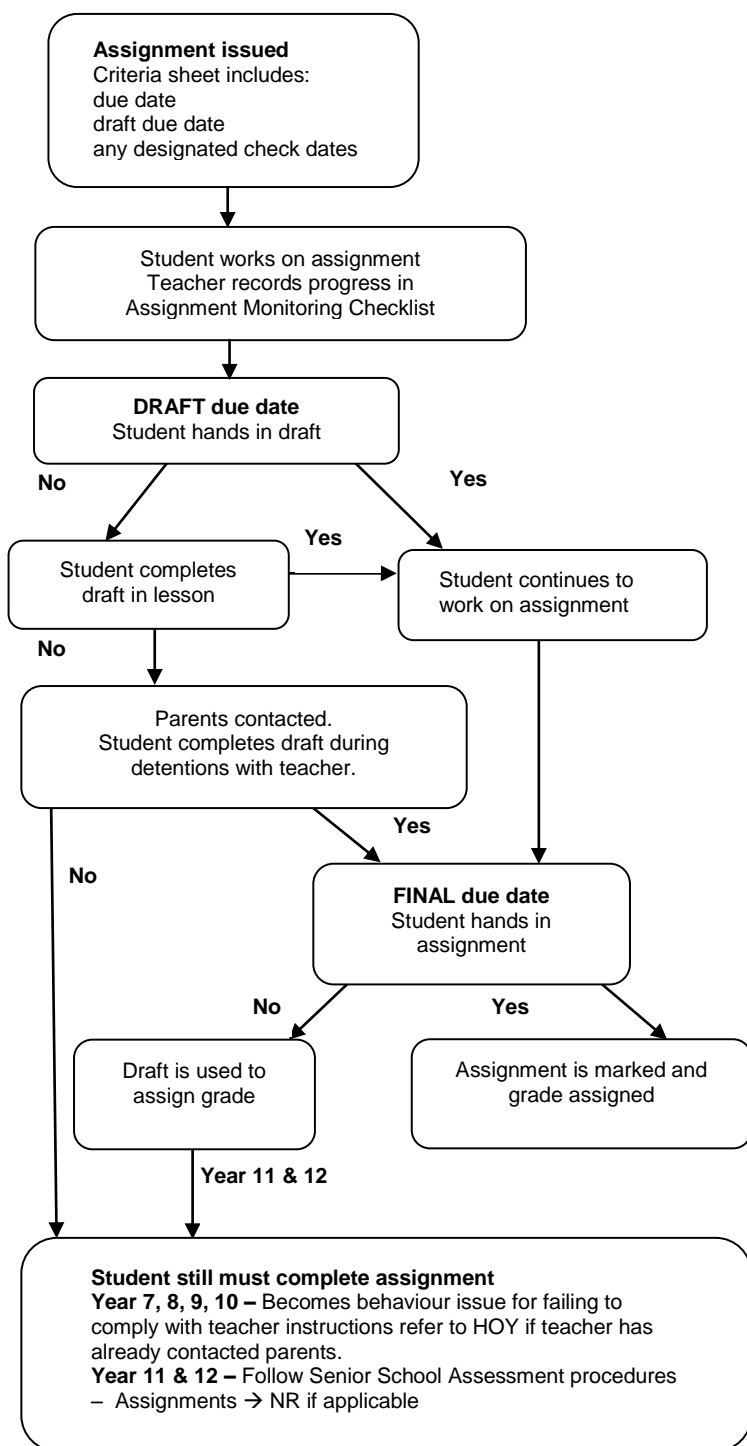 Assignment issued
Criteria sheet includes:
due date
draft due date
any designated check dates
Student works on assignment
Teacher records progress in
Assignment Monitoring Checklist
DRAFT due date
Student hands in draft
No
Yes
Student completes
draft in lesson
Yes
Student continues to
work on assignment
No
Parents contacted.
Student completes draft during
detentions with teacher.
Yes
No
FINAL due date
Student hands in
assignment
No
Yes
Draft is used to
assign grade
Assignment is marked and
grade assigned
Year 11 & 12
Student still must complete assignment
Year 7, 8, 9, 10 – Becomes behaviour issue for failing to
comply with teacher instructions refer to HOY if teacher has
already contacted parents.
Year 11 & 12 – Follow Senior School Assessment procedures
– Assignments → NR if applicable